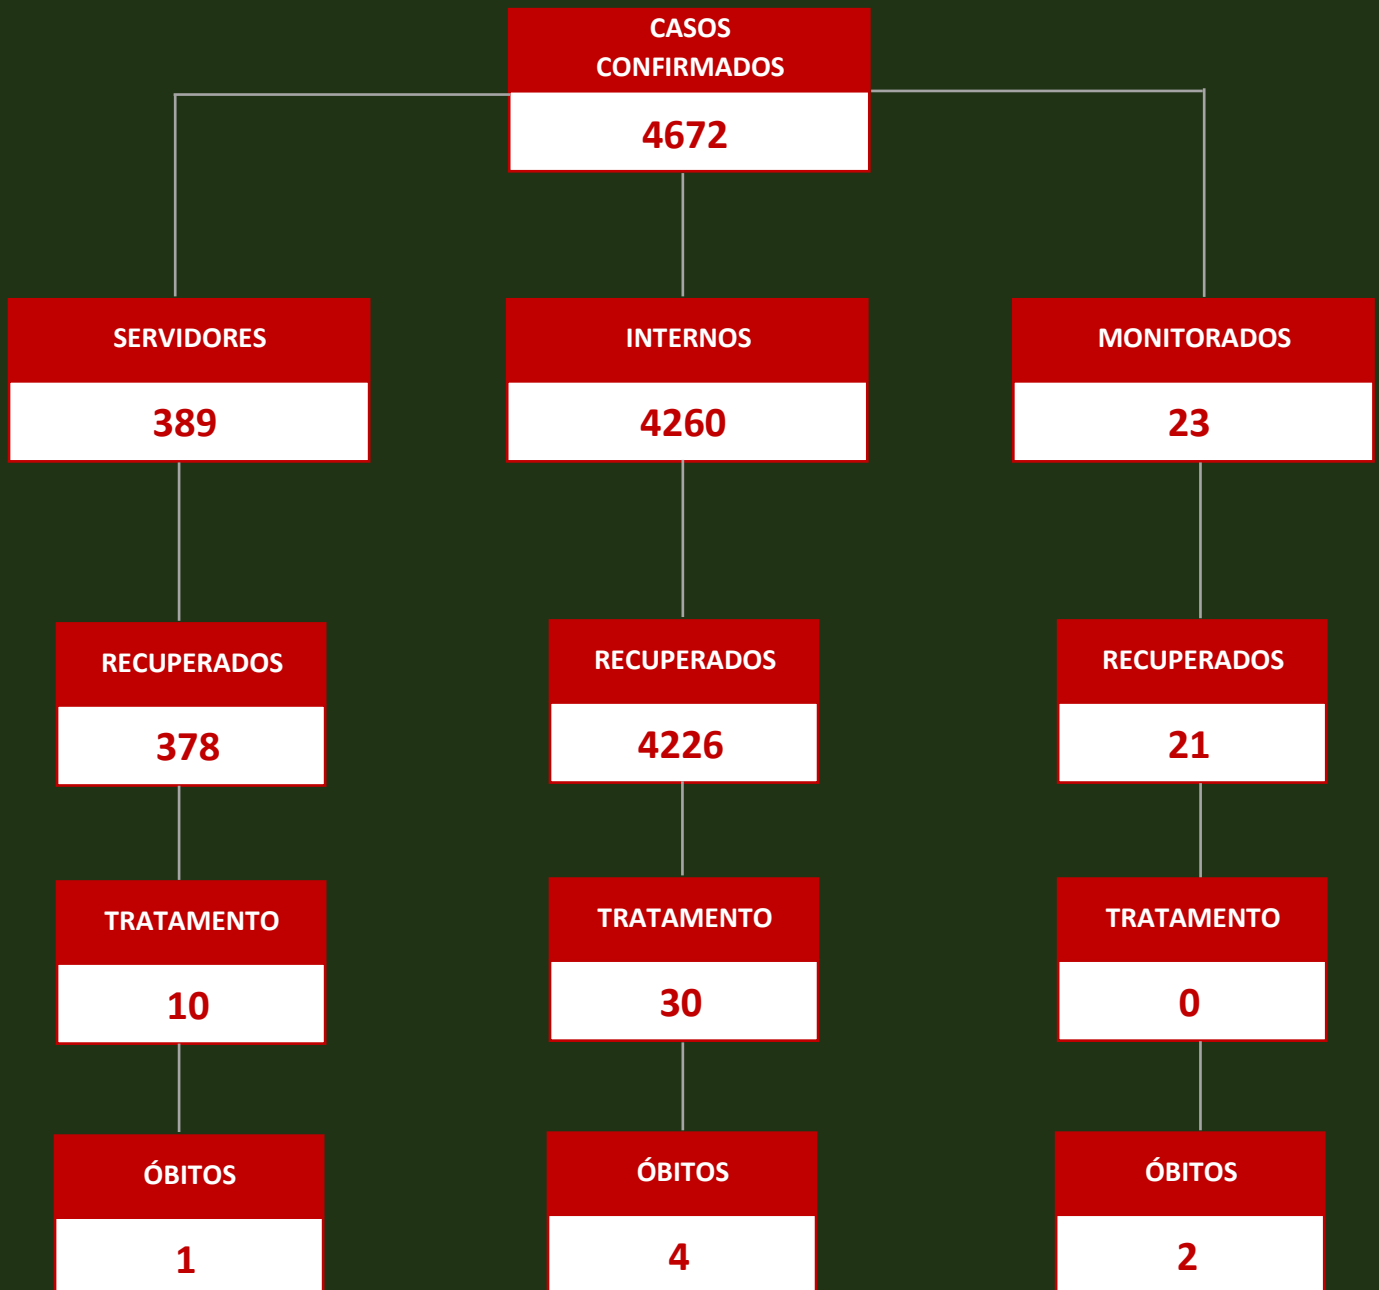 CASOS
CONFIRMADOS
4672
SERVIDORES
INTERNOS
MONITORADOS
389
4260
23
RECUPERADOS
RECUPERADOS
RECUPERADOS
378
4226
21
TRATAMENTO
TRATAMENTO
TRATAMENTO
10
30
0
ÓBITOS
ÓBITOS
ÓBITOS
1
4
2